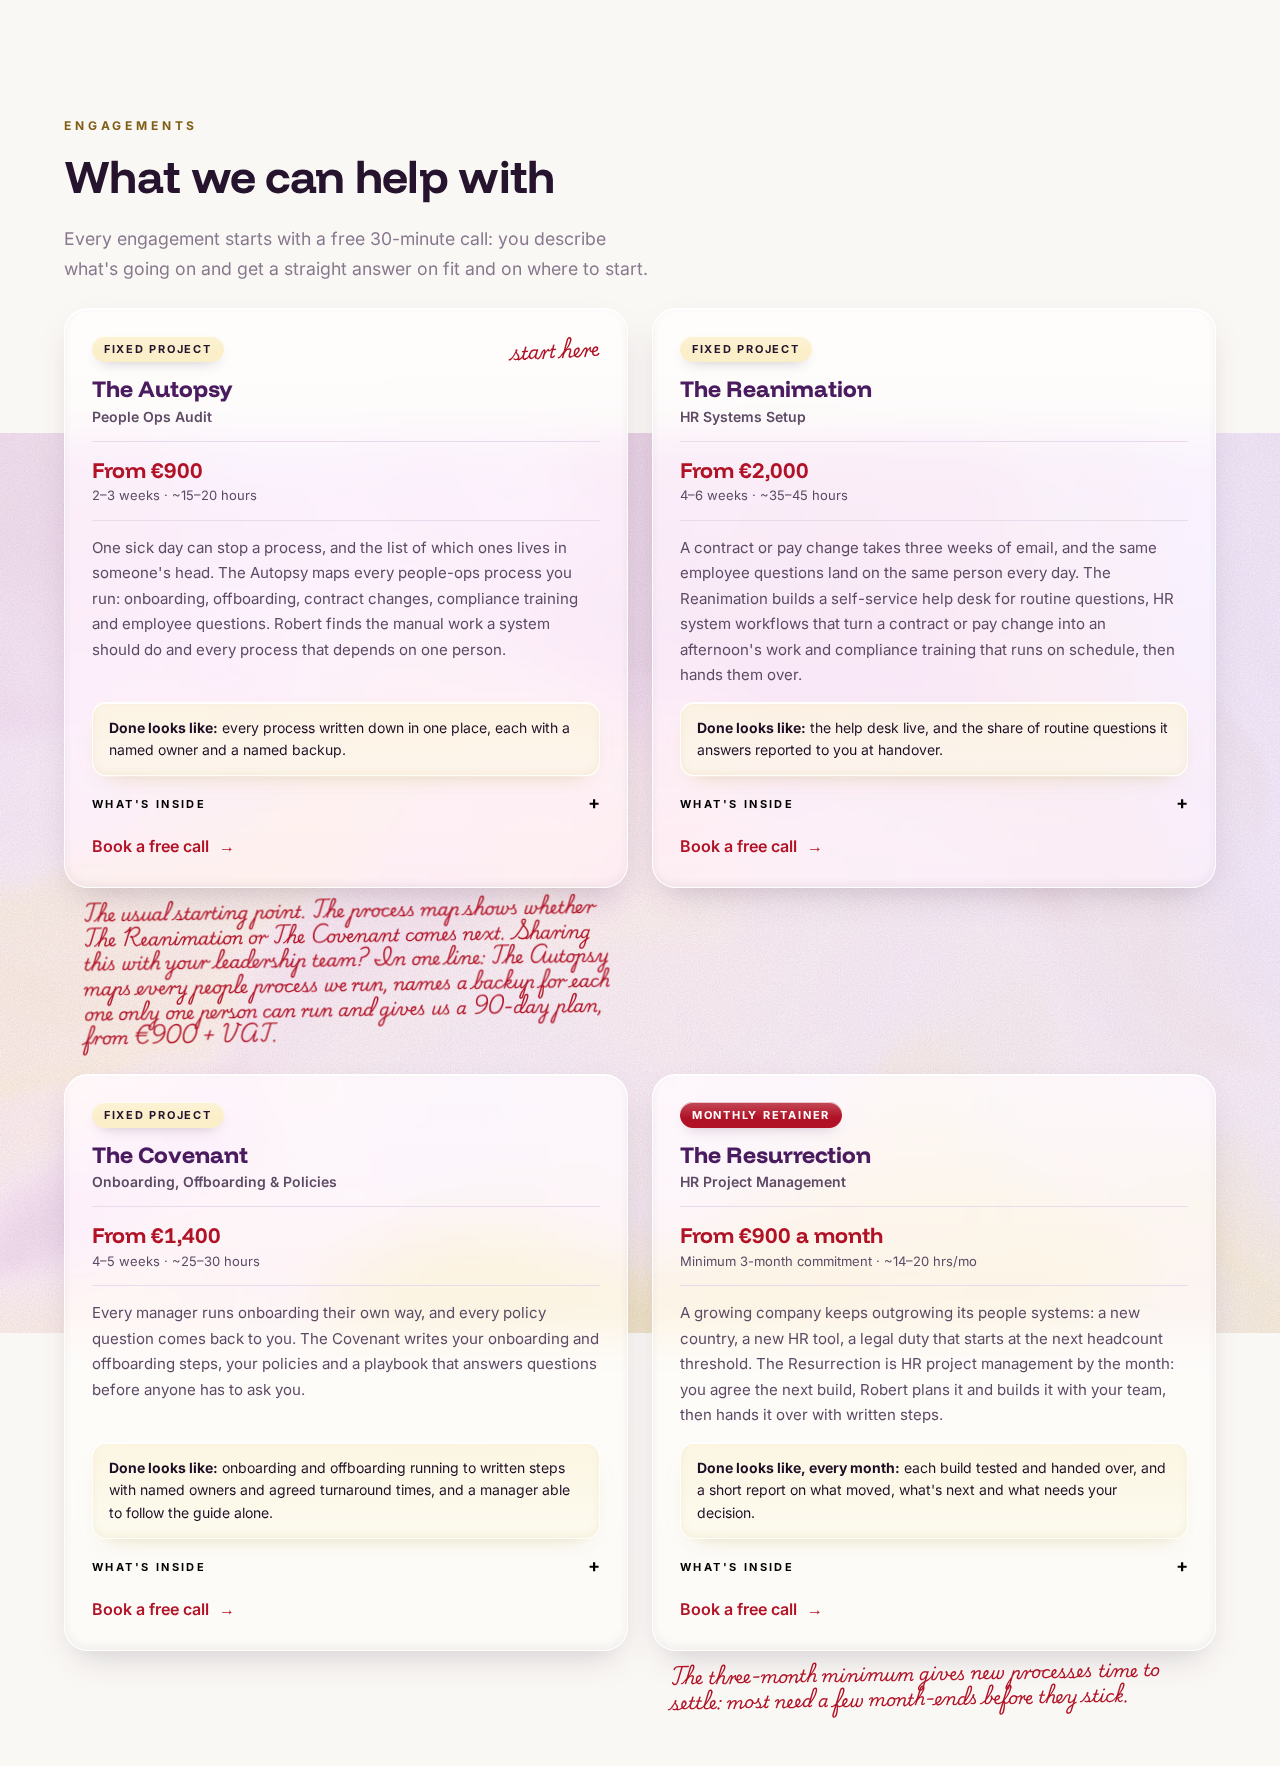 ENGAGEMENTS
What we can help with
Every engagement starts with a free 30-minute call: you describe
what's going on and get a straight answer on fit and on where to start.
FIXED PROJECT
start here
The Autopsy
People Ops Audit
From €900
2–3 weeks · ~15–20 hours
One sick day can stop a process, and the list of which ones lives in
someone's head. The Autopsy maps every people-ops process you
run: onboarding, offboarding, contract changes, compliance training
and employee questions. Robert finds the manual work a system
should do and every process that depends on one person.
Done looks like: every process written down in one place, each with a
named owner and a named backup.
WHAT'S INSIDE +
Book a free call →
The usual starting point. The process map shows whether
The Reanimation or The Covenant comes next. Sharing
this with your leadership team? In one line: The Autopsy
maps every people process we run, names a backup for each
one only one person can run and gives us a 90-day plan,
from €900 + VAT.
FIXED PROJECT
The Reanimation
HR Systems Setup
From €2,000
4–6 weeks · ~35–45 hours
A contract or pay change takes three weeks of email, and the same
employee questions land on the same person every day. The
Reanimation builds a self-service help desk for routine questions, HR
system workflows that turn a contract or pay change into an
afternoon's work and compliance training that runs on schedule, then
hands them over.
Done looks like: the help desk live, and the share of routine questions it
answers reported to you at handover.
WHAT'S INSIDE +
Book a free call →
FIXED PROJECT
The Covenant
Onboarding, Offboarding & Policies
From €1,400
4–5 weeks · ~25–30 hours
Every manager runs onboarding their own way, and every policy
question comes back to you. The Covenant writes your onboarding and
offboarding steps, your policies and a playbook that answers questions
before anyone has to ask you.
Done looks like: onboarding and offboarding running to written steps
with named owners and agreed turnaround times, and a manager able
to follow the guide alone.
WHAT'S INSIDE +
Book a free call →
MONTHLY RETAINER
The Resurrection
HR Project Management
From €900 a month
Minimum 3-month commitment · ~14–20 hrs/mo
A growing company keeps outgrowing its people systems: a new
country, a new HR tool, a legal duty that starts at the next headcount
threshold. The Resurrection is HR project management by the month:
you agree the next build, Robert plans it and builds it with your team,
then hands it over with written steps.
Done looks like, every month: each build tested and handed over, and
a short report on what moved, what's next and what needs your
decision.
WHAT'S INSIDE +
Book a free call →
The three-month minimum gives new processes time to
settle: most need a few month-ends before they stick.